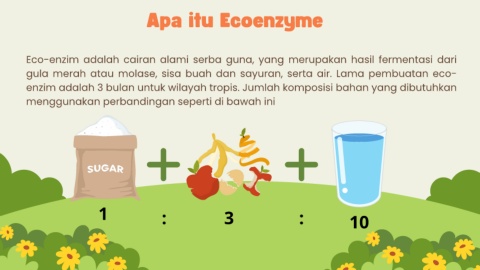 Apa itu Ecoenzyme
Eco-enzim adalah cairan alami serba guna, yang merupakan hasil fermentasi dari
gula merah atau molase, sisa buah dan sayuran, serta air. Lama pembuatan eco-
enzim adalah 3 bulan untuk wilayah tropis. Jumlah komposisi bahan yang dibutuhkan
menggunakan perbandingan seperti di bawah ini
SUGAR
1 : 3 : 10